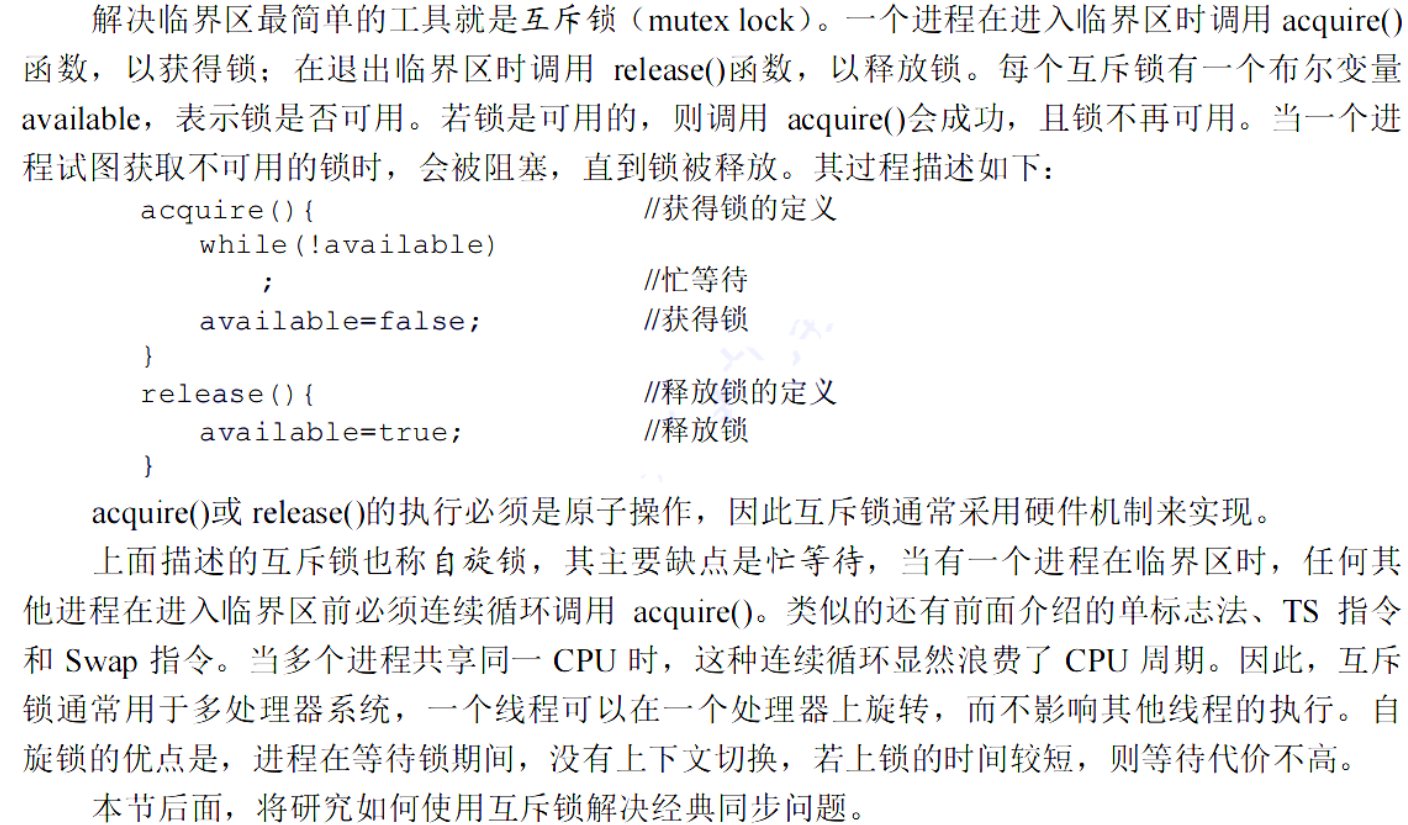 解决临界区最简单的工具就是互斥锁（mutex lock）。一个进程在进入临界区时调用 acquire()
函数，以获得锁；在退出临界区时调用 release()函数，以释放锁。每个互斥锁有一个布尔变量
available，表示锁是否可用。若锁是可用的，则调用 acquire()会成功，且锁不再可用。当一个进
程试图获取不可用的锁时，会被阻塞，直到锁被释放。其过程描述如下：
acquire(){ //获得锁的定义
while(!available)
; //忙等待
available=false; //获得锁
}
release(){ //释放锁的定义
available=true; //释放锁
}
acquire()或 release()的执行必须是原子操作，因此互斥锁通常采用硬件机制来实现。
上面描述的互斥锁也称自旋锁，其主要缺点是忙等待，当有一个进程在临界区时，任何其
他进程在进入临界区前必须连续循环调用 acquire()。类似的还有前面介绍的单标志法、TS 指令
和 Swap 指令。当多个进程共享同一 CPU 时，这种连续循环显然浪费了 CPU 周期。因此，互斥
锁通常用于多处理器系统，一个线程可以在一个处理器上旋转，而不影响其他线程的执行。自
旋锁的优点是，进程在等待锁期间，没有上下文切换，若上锁的时间较短，则等待代价不高。
本节后面，将研究如何使用互斥锁解决经典同步问题。